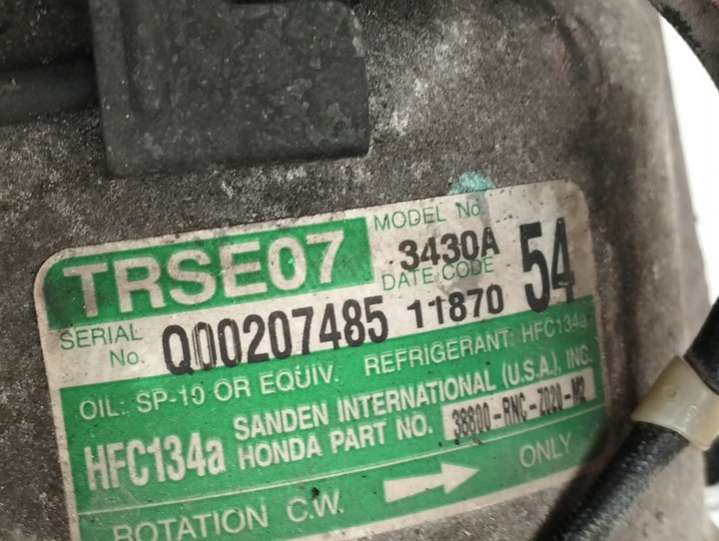 TRSE07 MODEL No. 3430A 54
DATE CODE
SERIAL No. Q00207485 11870
OIL: SP-10 OR EQUIV. REFRIGERANT: HFC134a
HFC134a SANDEN INTERNATIONAL (U.S.A.), INC.
HONDA PART NO. 38800-RNC-Z020-M2
ROTATION C.W. ONLY